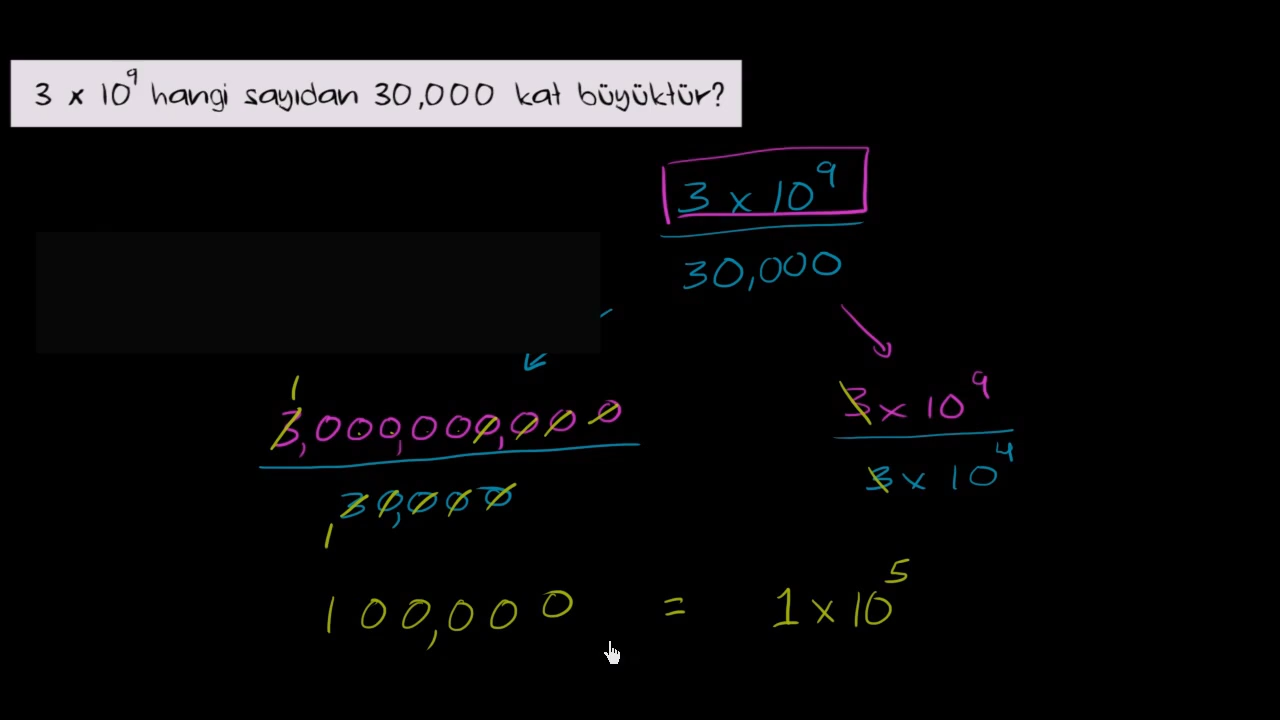 3 x 10⁹ hangi sayıdan 30,000 kat büyüktür?
3 x 10⁹
30,000
1
3,000,000,000
30,000
1
3 x 10⁹
3 x 10⁴
100,000 = 1 x 10⁵